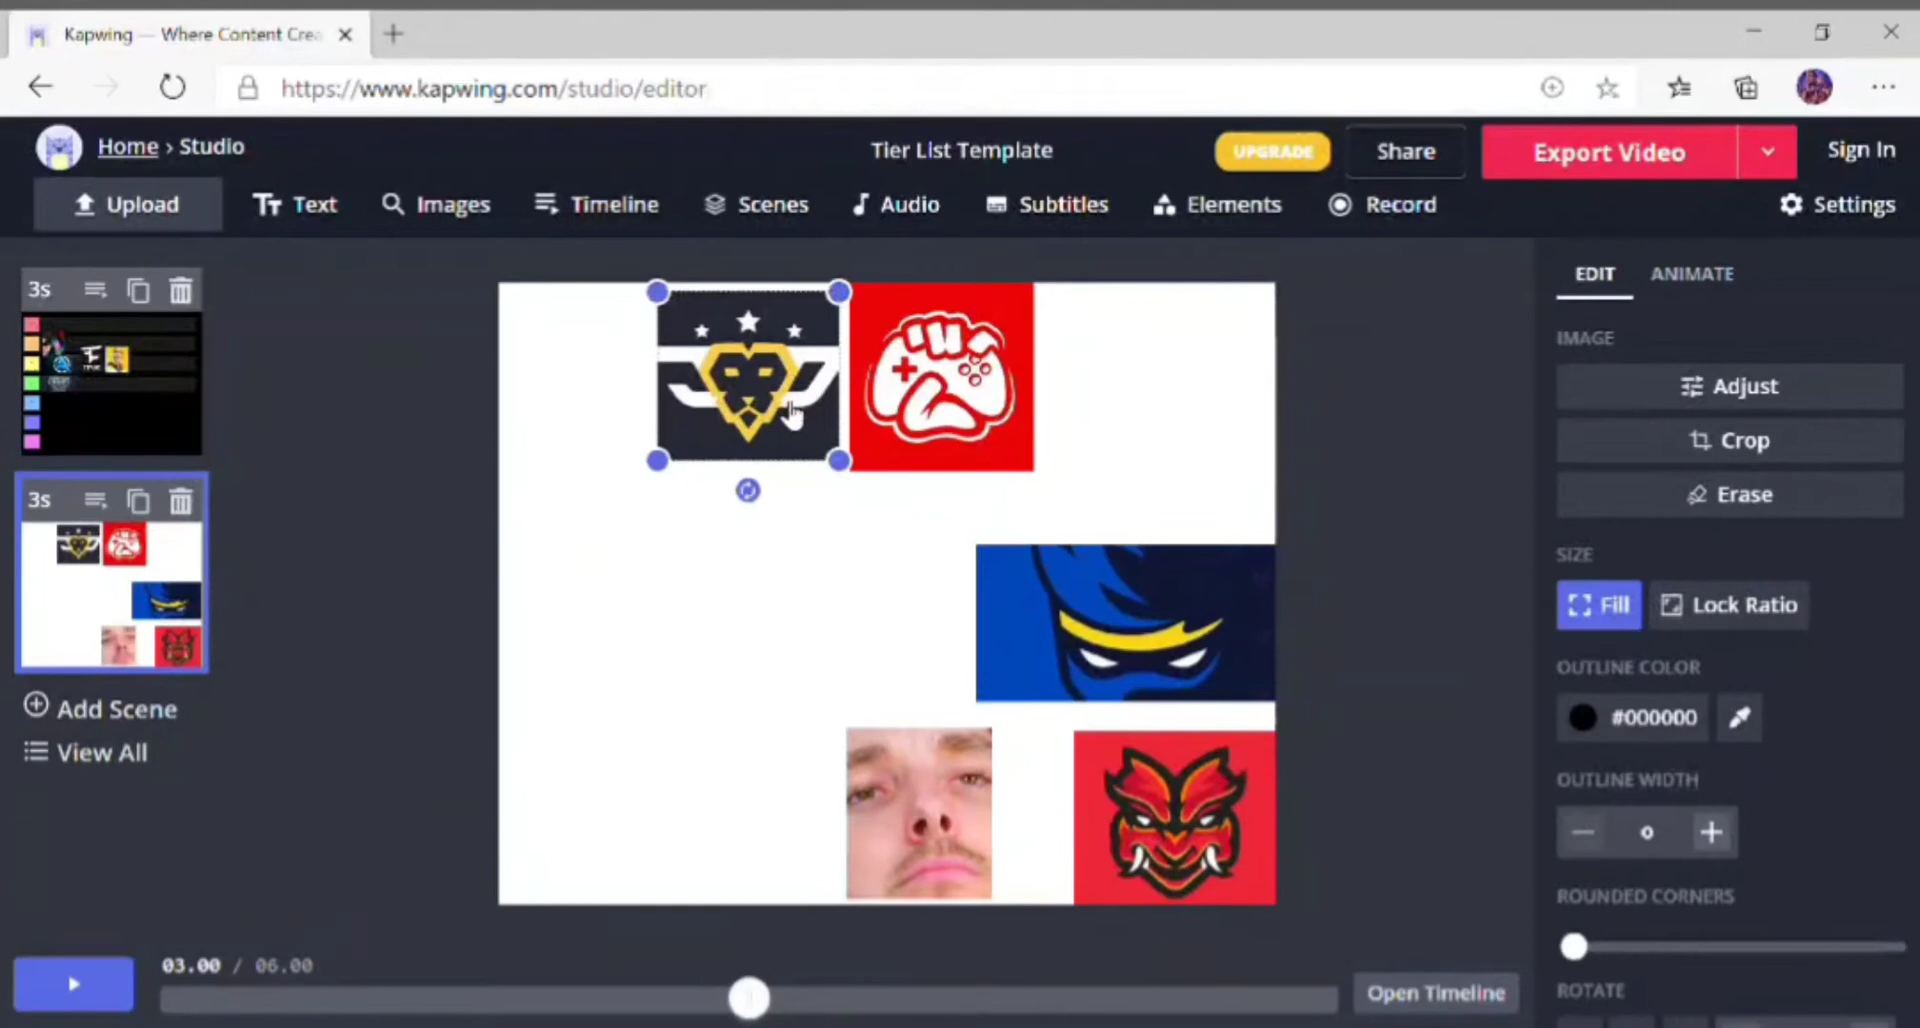 Kapwing — Where Content Crea
https://www.kapwing.com/studio/editor
Home › Studio
Tier List Template
UPGRADE
Share
Export Video
Sign In
Upload
Text
Images
Timeline
Scenes
Audio
Subtitles
Elements
Record
Settings
3s
3s
Add Scene
View All
EDIT
ANIMATE
IMAGE
Adjust
Crop
Erase
SIZE
Fill
Lock Ratio
OUTLINE COLOR
#000000
OUTLINE WIDTH
0
ROUNDED CORNERS
ROTATE
03.00 / 06.00
Open Timeline